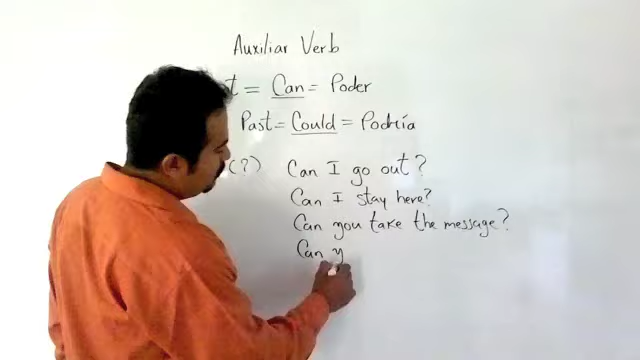 Auxiliar Verb
t = Can = Poder
Past = Could = Podría
(?) Can I go out?
Can I stay here?
Can you take the message?
Can y